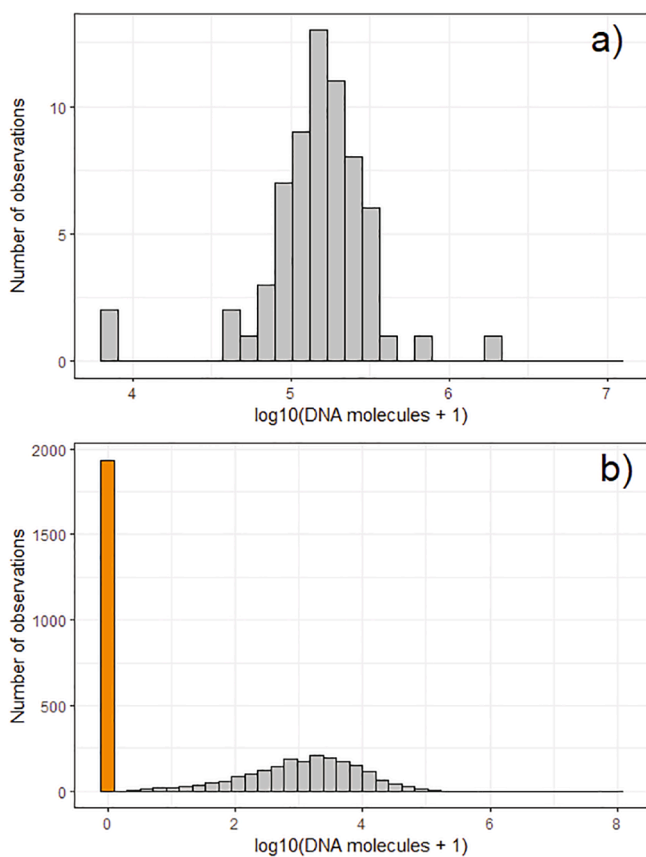 a)
Number of observations
10
5
0
4 5 6 7
log10(DNA molecules + 1)
b)
Number of observations
2000
1500
1000
500
0
0 2 4 6 8
log10(DNA molecules + 1)